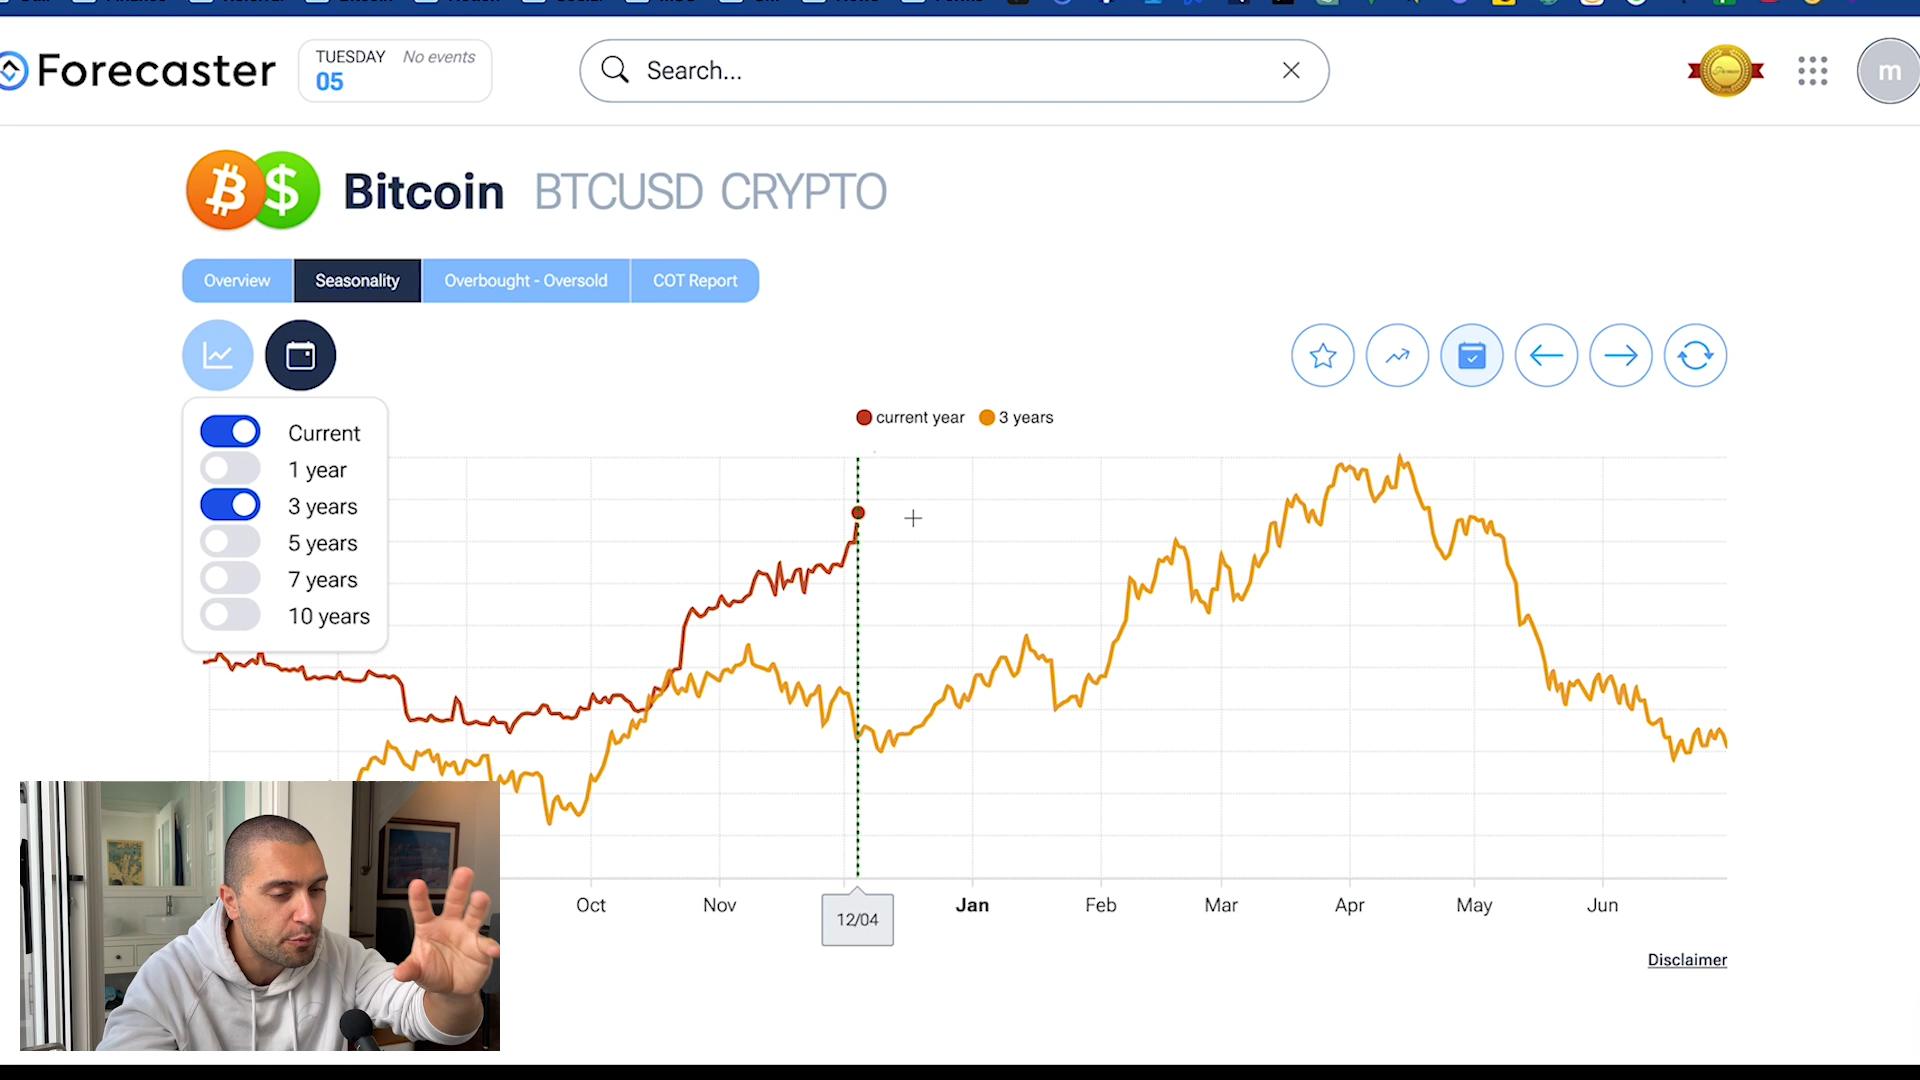 Forecaster
TUESDAY No events
05
Search...
m
Bitcoin BTCUSD CRYPTO
Overview Seasonality Overbought - Oversold COT Report
current year 3 years
Current
1 year
3 years
5 years
7 years
10 years
Oct Nov 12/04 Jan Feb Mar Apr May Jun
Disclaimer